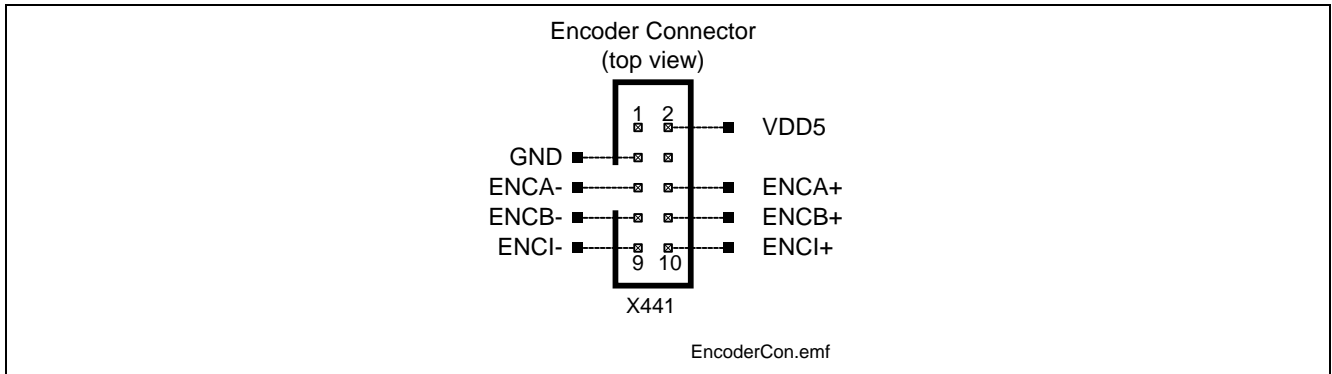 Encoder Connector
(top view)
1 2
VDD5
GND
ENCA- ENCA+
ENCB- ENCB+
ENCI- ENCI+
9 10
X441
EncoderCon.emf